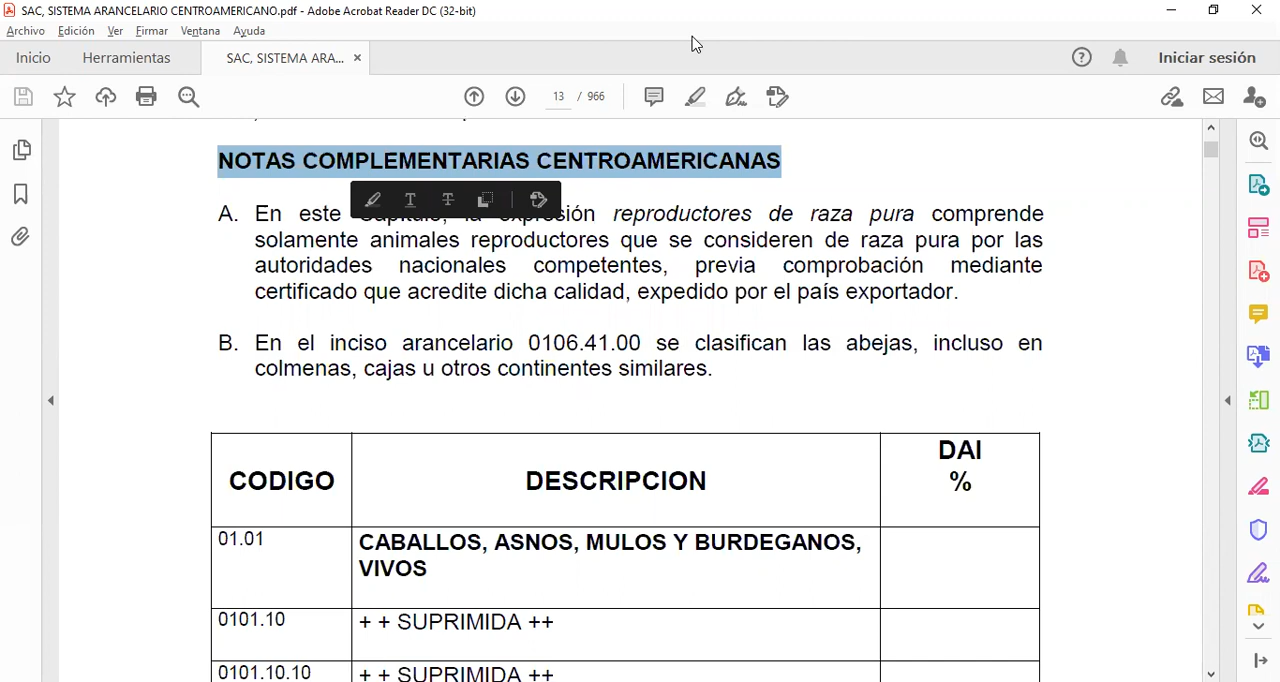 SAC, SISTEMA ARANCELARIO CENTROAMERICANO.pdf - Adobe Acrobat Reader DC (32-bit)
Archivo Edición Ver Firmar Ventana Ayuda
Inicio Herramientas SAC, SISTEMA ARA... × Iniciar sesión
13 / 966
NOTAS COMPLEMENTARIAS CENTROAMERICANAS
A. En este Capítulo, la expresión reproductores de raza pura comprende
solamente animales reproductores que se consideren de raza pura por las
autoridades nacionales competentes, previa comprobación mediante
certificado que acredite dicha calidad, expedido por el país exportador.
B. En el inciso arancelario 0106.41.00 se clasifican las abejas, incluso en
colmenas, cajas u otros continentes similares.
CODIGO DESCRIPCION DAI
%
01.01 CABALLOS, ASNOS, MULOS Y BURDEGANOS,
VIVOS
0101.10 + + SUPRIMIDA ++
0101.10.10 + + SUPRIMIDA ++